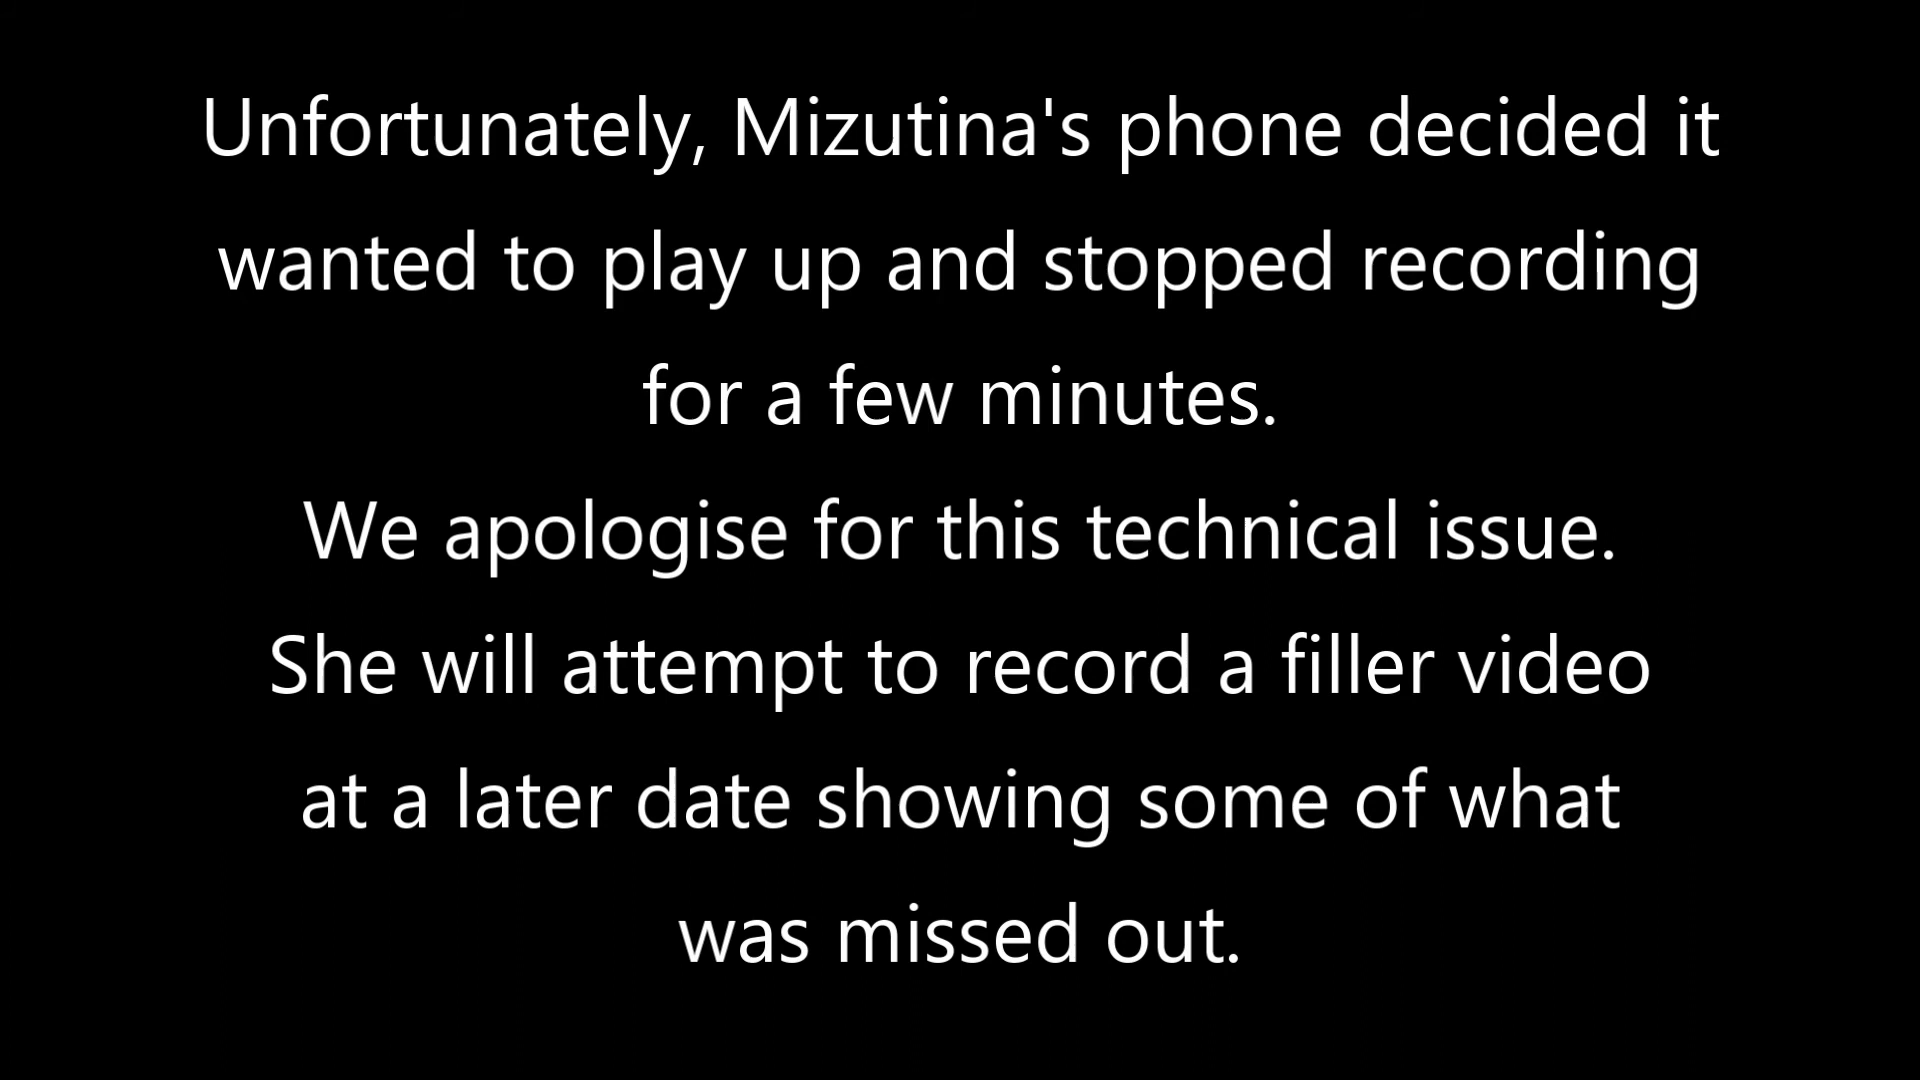 Unfortunately, Mizutina's phone decided it
wanted to play up and stopped recording
for a few minutes.
We apologise for this technical issue.
She will attempt to record a filler video
at a later date showing some of what
was missed out.